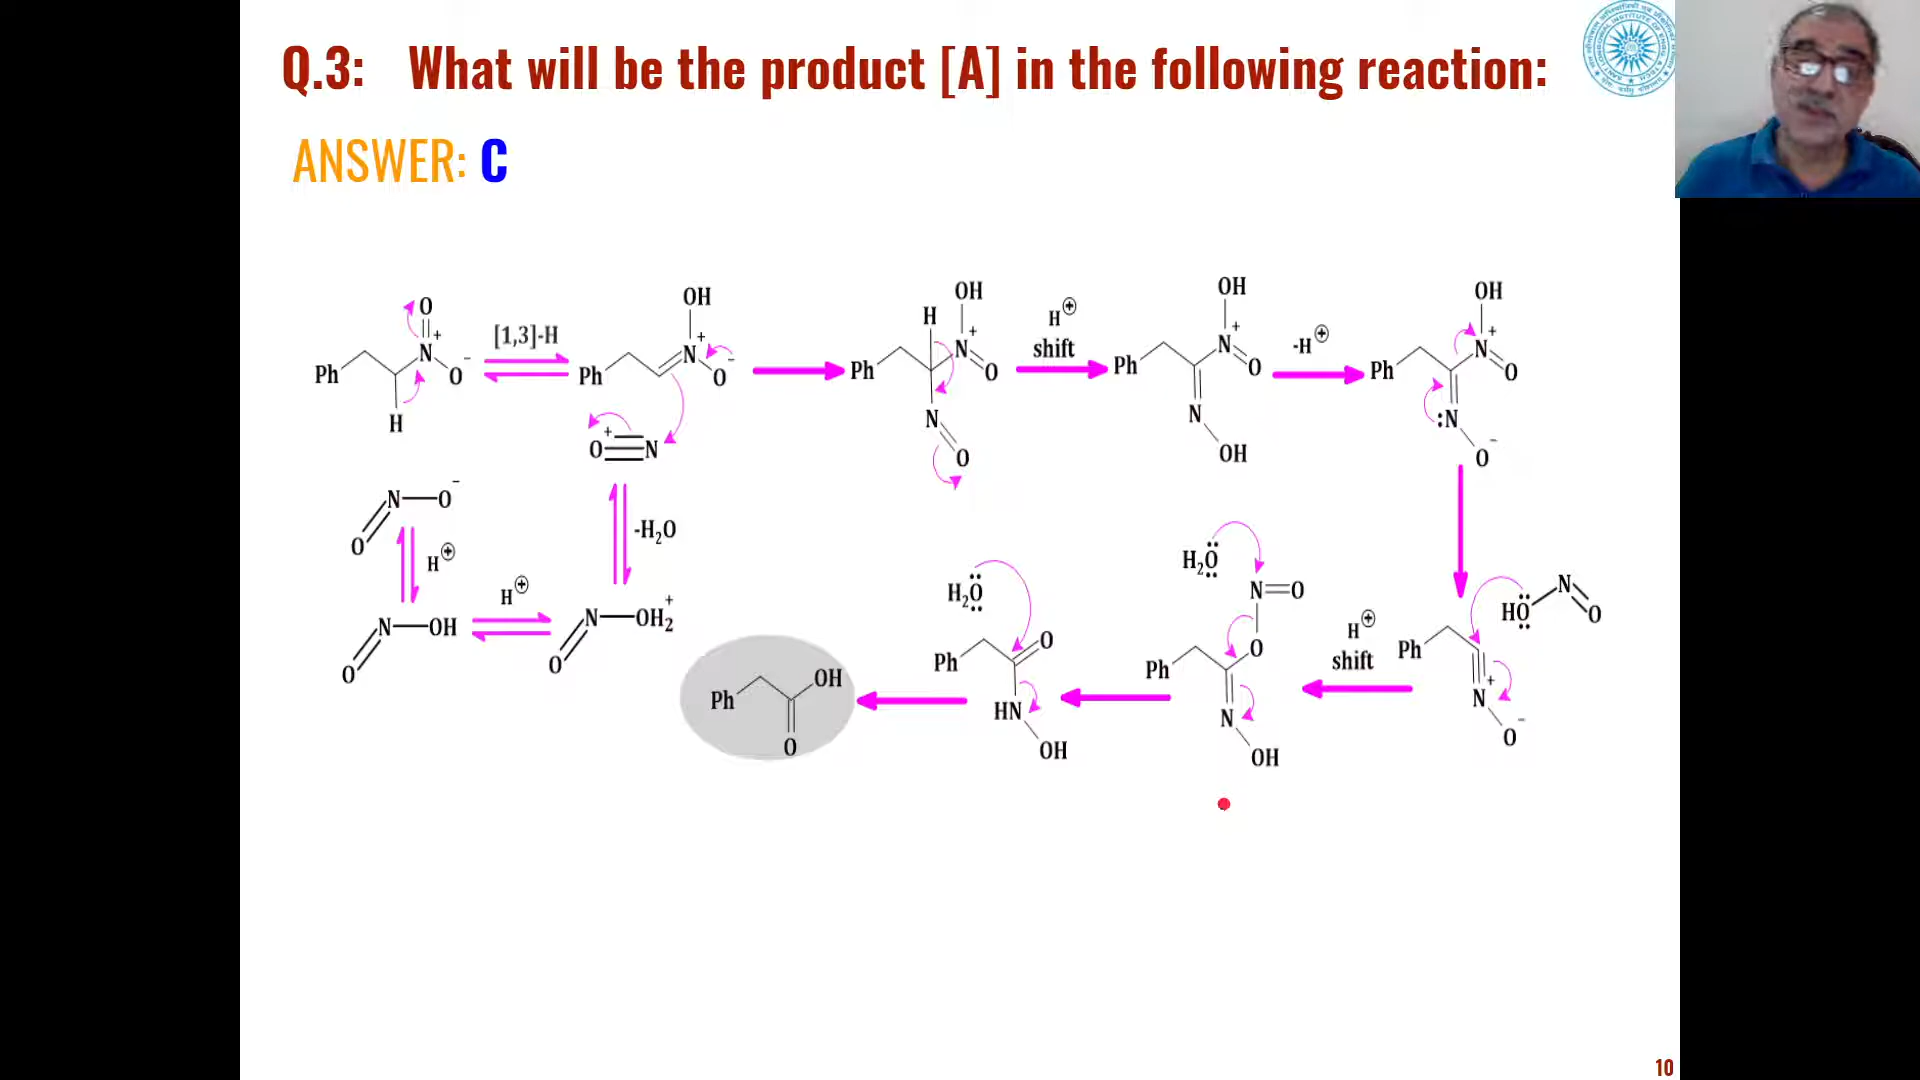 Q.3: What will be the product [A] in the following reaction:
ANSWER: C
Ph H N+ O O-
[1,3]-H
Ph N+ OH O-
O+ N
Ph H N+ OH O N O
H⊕
shift
Ph N+ OH O N OH
-H⊕
Ph N+ OH O :N O-
N O- O
H⊕
N OH O
H⊕
N OH2+ O
-H2O
Ph N+ O-
HO N O
H⊕
shift
H2O
N O
Ph O N OH
H2O
Ph O HN OH
Ph OH O
10